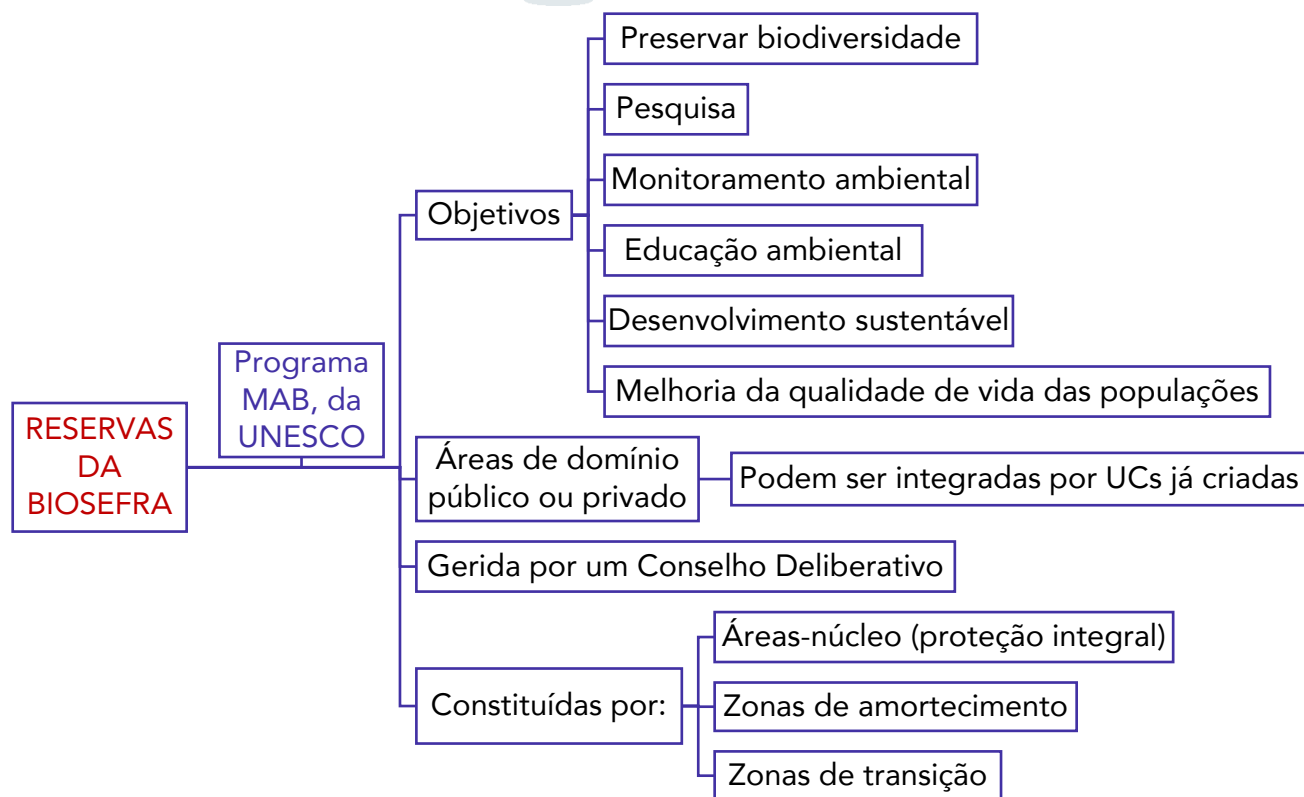 Preservar biodiversidade
Pesquisa
Monitoramento ambiental
Objetivos
Educação ambiental
Desenvolvimento sustentável
Melhoria da qualidade de vida das populações
Programa
MAB, da
UNESCO
RESERVAS
DA
BIOSEFRA
Áreas de domínio
público ou privado
Podem ser integradas por UCs já criadas
Gerida por um Conselho Deliberativo
Constituídas por:
Áreas-núcleo (proteção integral)
Zonas de amortecimento
Zonas de transição